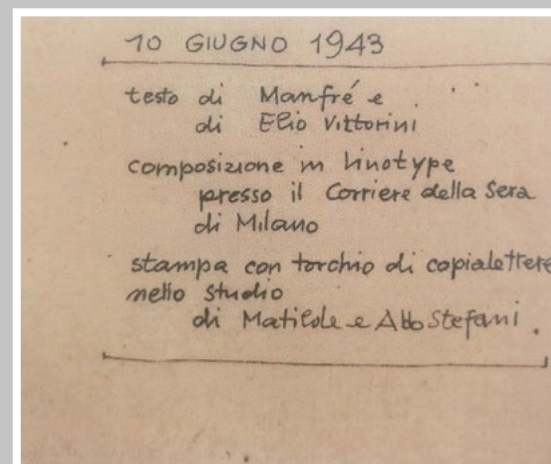 10 GIUGNO 1943
testo di Manfré e
di Elio Vittorini
composizione in linotype
presso il Corriere della Sera
di Milano
stampa con torchio di copialettere
nello studio
di Matilde e Albo Stefani.